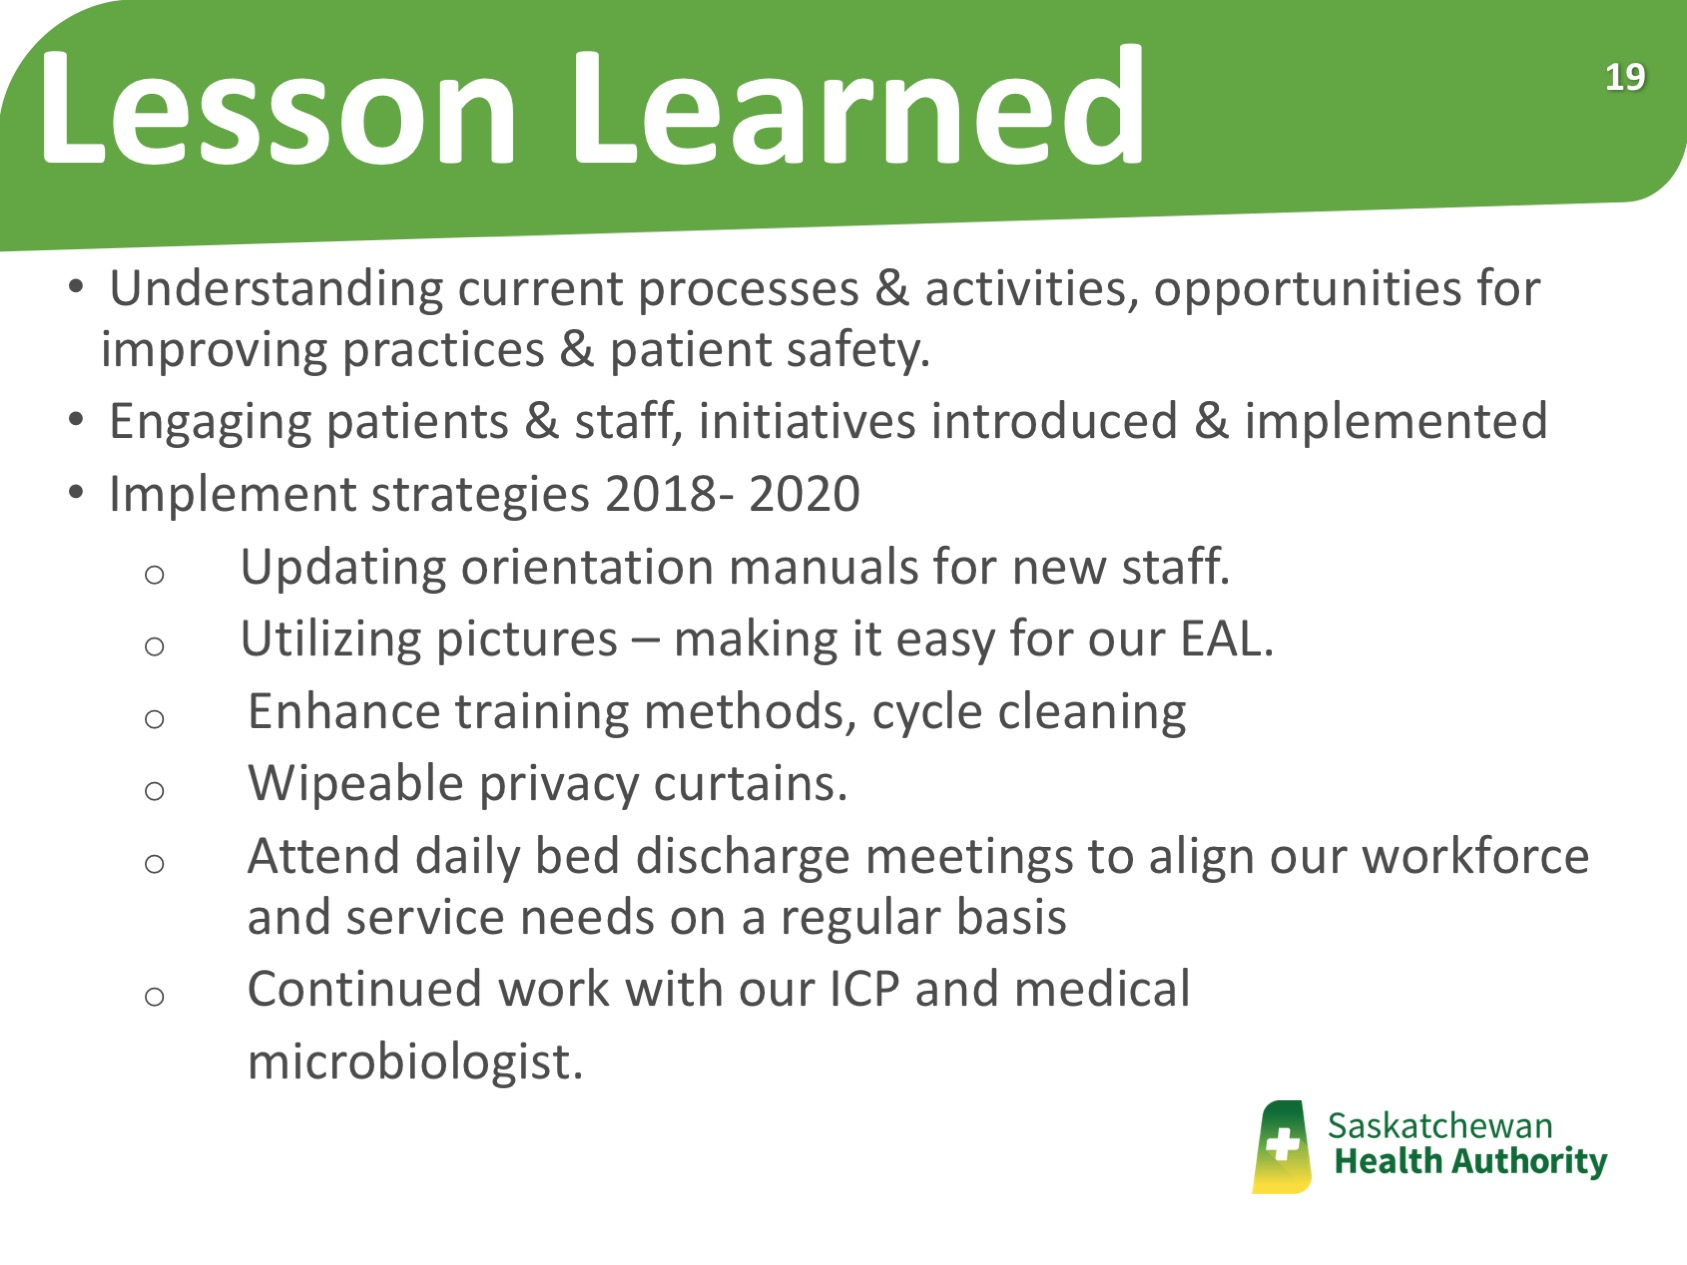 Lesson Learned
19
• Understanding current processes & activities, opportunities for
improving practices & patient safety.
• Engaging patients & staff, initiatives introduced & implemented
• Implement strategies 2018- 2020
o Updating orientation manuals for new staff.
o Utilizing pictures – making it easy for our EAL.
o Enhance training methods, cycle cleaning
o Wipeable privacy curtains.
o Attend daily bed discharge meetings to align our workforce
and service needs on a regular basis
o Continued work with our ICP and medical
microbiologist.
Saskatchewan
Health Authority